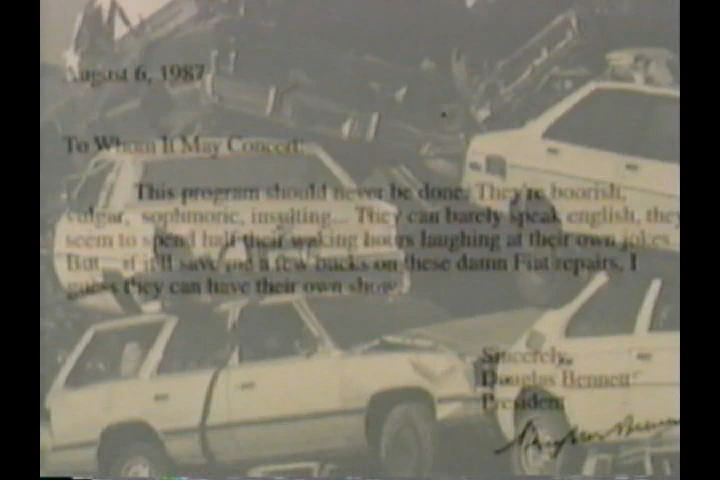 August 6, 1987
To Whom It May Concern:
This program should never be done. They're boorish,
vulgar, sophmoric, insulting... They can barely speak english, they
seem to spend half their waking hours laughing at their own jokes.
But... if it'll save me a few bucks on these damn Fiat repairs, I
guess they can have their own show.
Sincerely,
Douglas Bennett
President